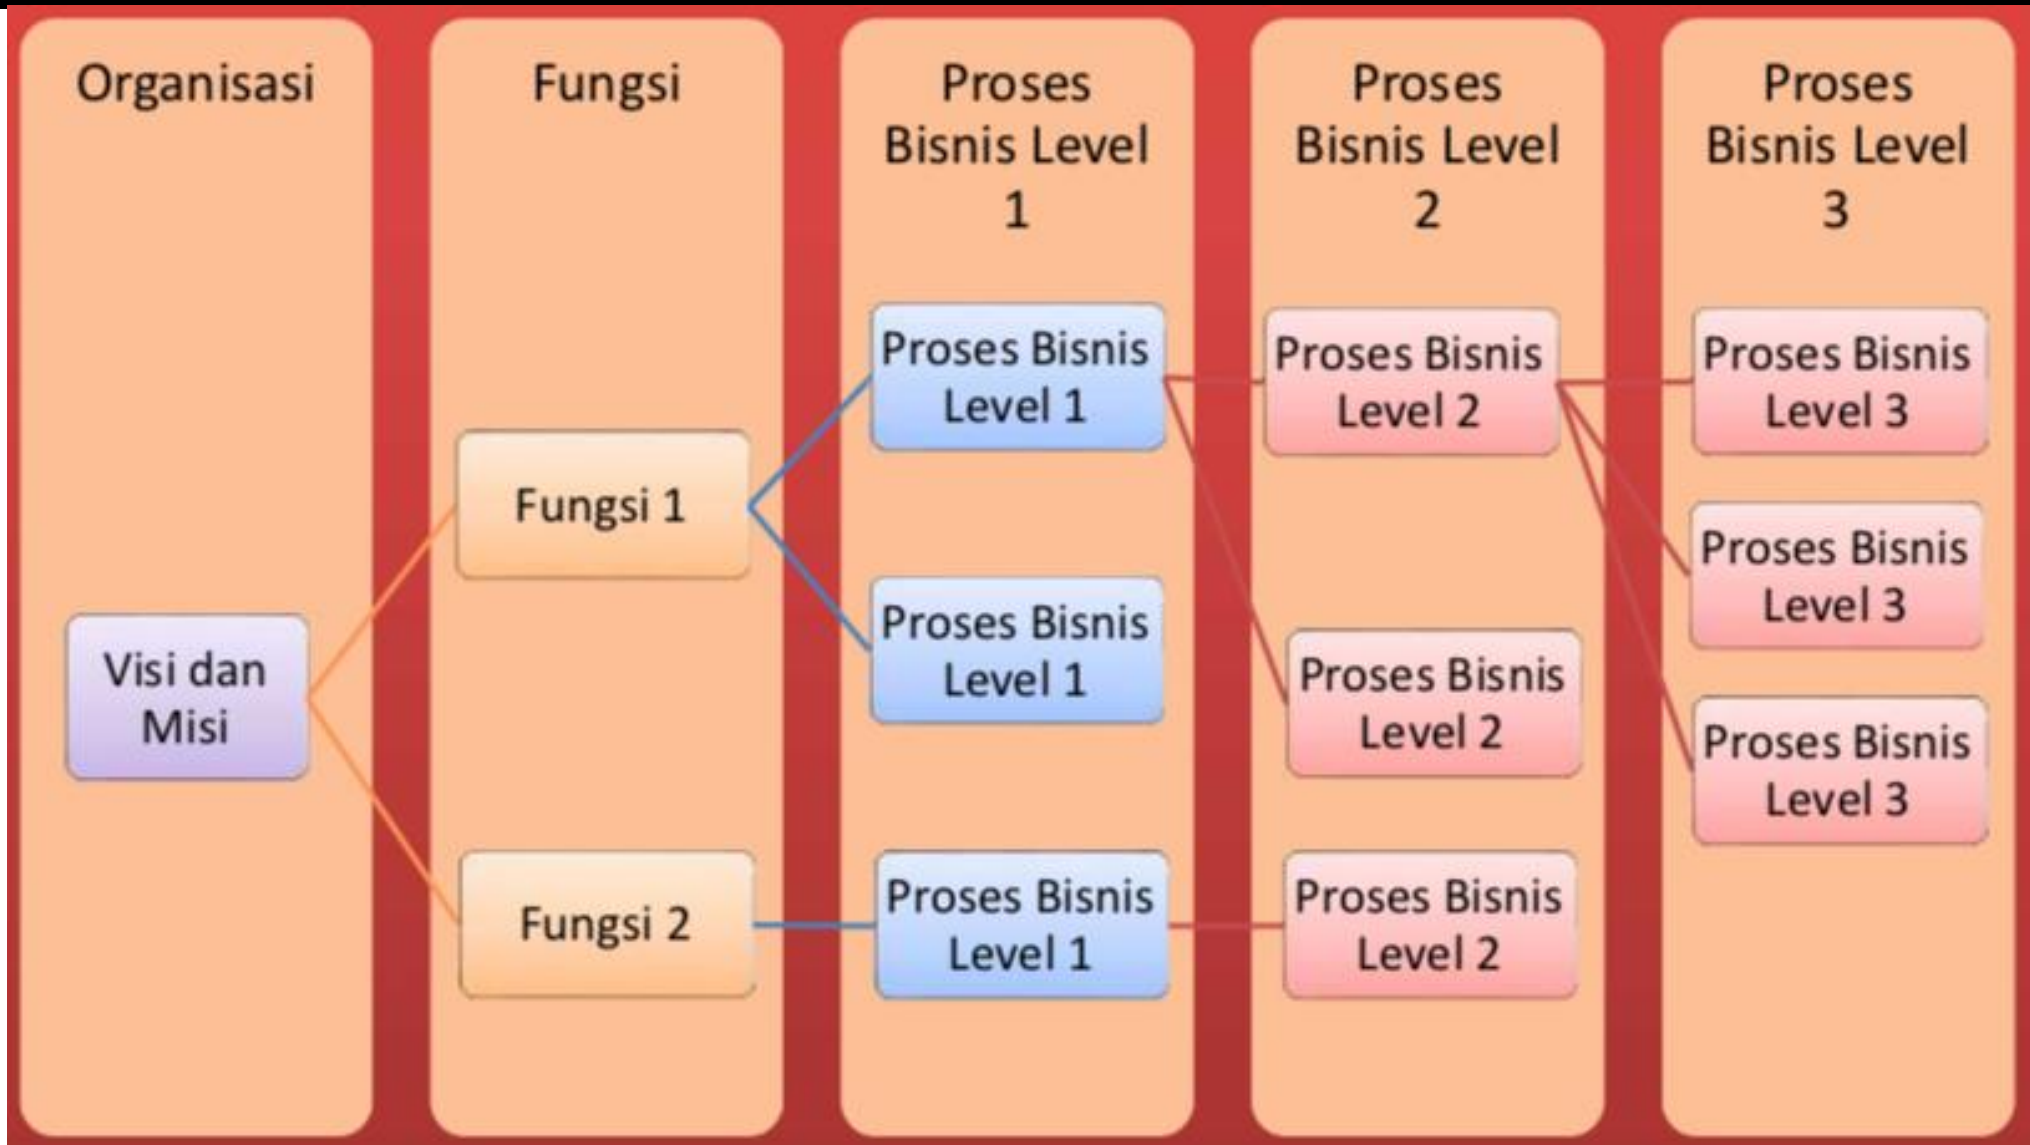 Organisasi
Visi dan
Misi
Fungsi
Fungsi 1
Fungsi 2
Proses
Bisnis Level
1
Proses Bisnis
Level 1
Proses Bisnis
Level 1
Proses Bisnis
Level 1
Proses
Bisnis Level
2
Proses Bisnis
Level 2
Proses Bisnis
Level 2
Proses Bisnis
Level 2
Proses
Bisnis Level
3
Proses Bisnis
Level 3
Proses Bisnis
Level 3
Proses Bisnis
Level 3